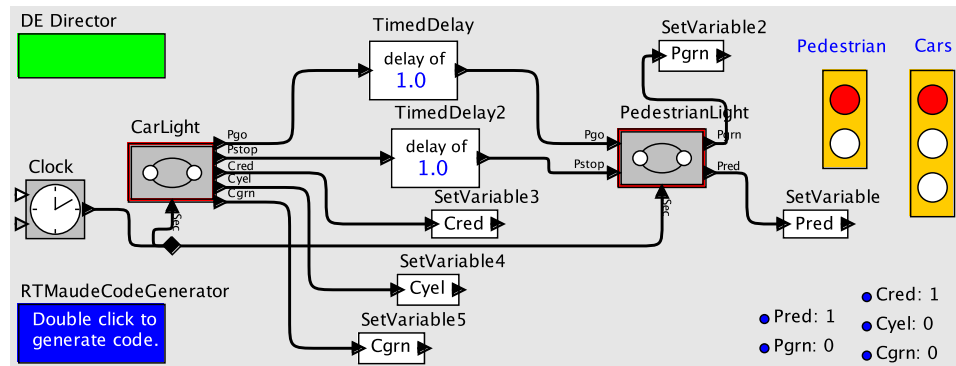 DE Director
TimedDelay
delay of
1.0
SetVariable2
Pgrn
Pedestrian
Cars
CarLight
Pgo
Pstop
Cred
Cyel
Cgrn
Sec
TimedDelay2
delay of
1.0
PedestrianLight
Pgo
Pstop
Pgrn
Pred
Sec
Clock
SetVariable3
Cred
SetVariable
Pred
SetVariable4
Cyel
RTMaudeCodeGenerator
Double click to
generate code.
SetVariable5
Cgrn
Pred: 1
Pgrn: 0
Cred: 1
Cyel: 0
Cgrn: 0